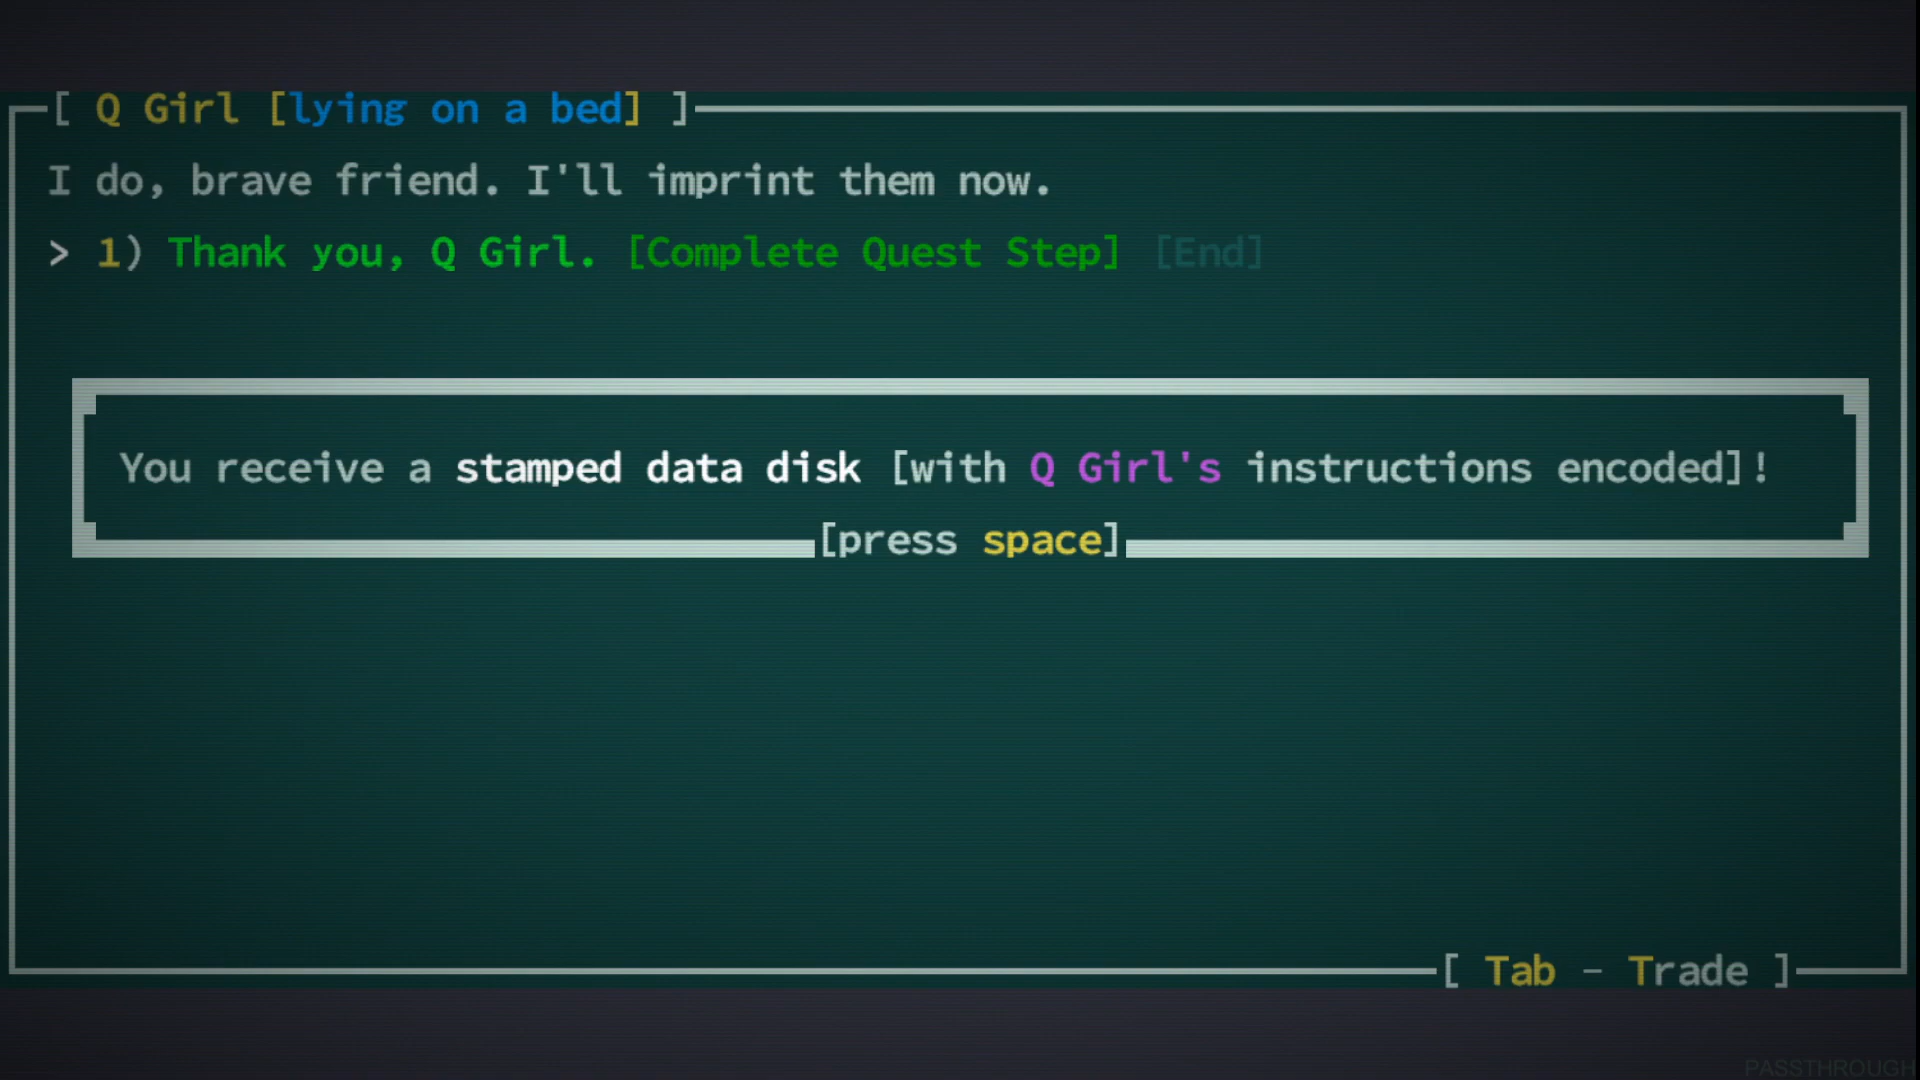 [ Q Girl [lying on a bed] ]
I do, brave friend. I'll imprint them now.
> 1) Thank you, Q Girl. [Complete Quest Step] [End]
You receive a stamped data disk [with Q Girl's instructions encoded]!
[press space]
[ Tab - Trade ]
PASSTHROUGH